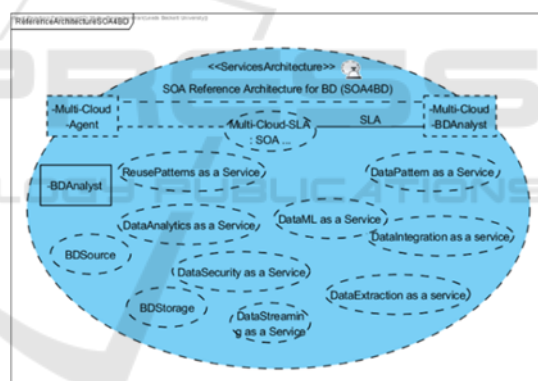 ReferenceArchitectureSOA4BD
<<ServicesArchitecture>>
SOA Reference Architecture for BD (SOA4BD)
-Multi-Cloud
-Agent
Multi-Cloud-SLA
: SOA ...
SLA
-Multi-Cloud
-BDAnalyst
ReusePatterns as a Service
DataPattern as a Service
-BDAnalyst
DataAnalytics as a Service
DataML as a Service
DataIntegration as a service
BDSource
DataSecurity as a Service
BDStorage
DataStreamin
g as a Service
DataExtraction as a service